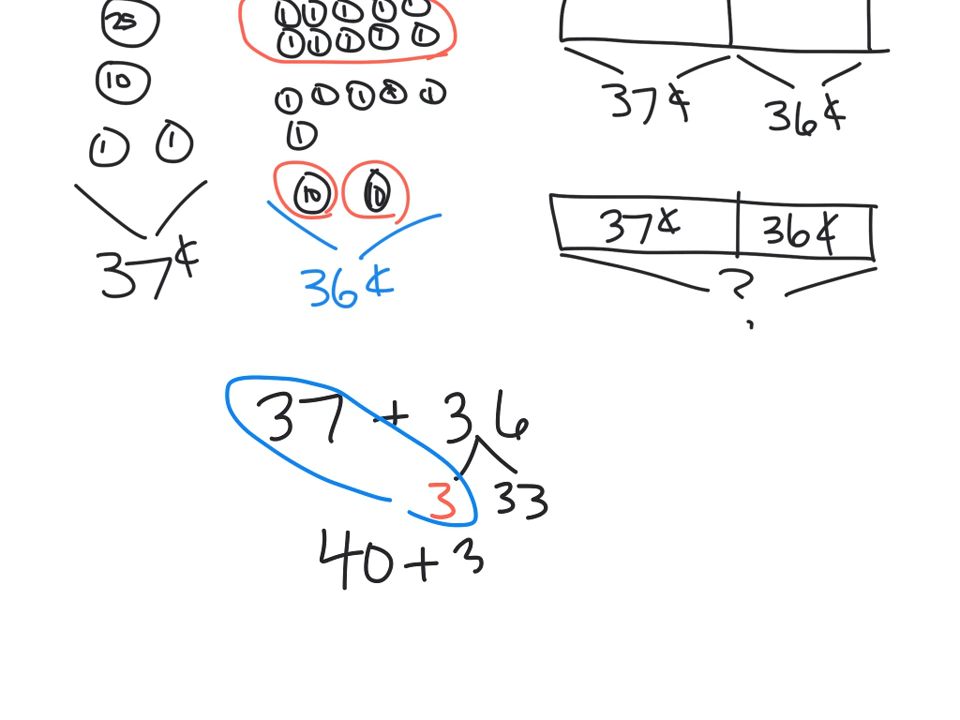 25
1 1 1 1 1
1 1 1 1 1
10
1 1 1 1 1
1
1 1
10 10
37¢
36¢
37¢ 36¢
37¢ 36¢
?
37 + 36
3 33
40 + 3